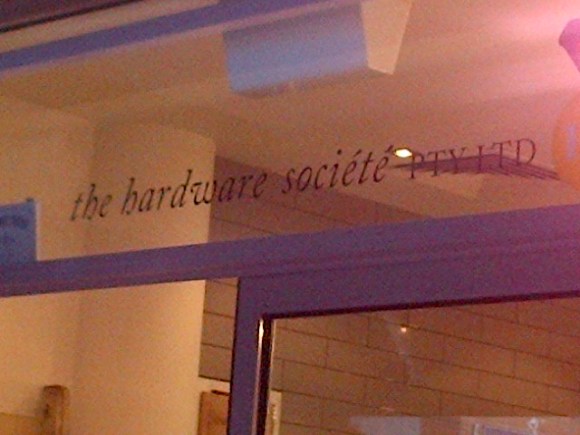 the hardware société PTY LTD